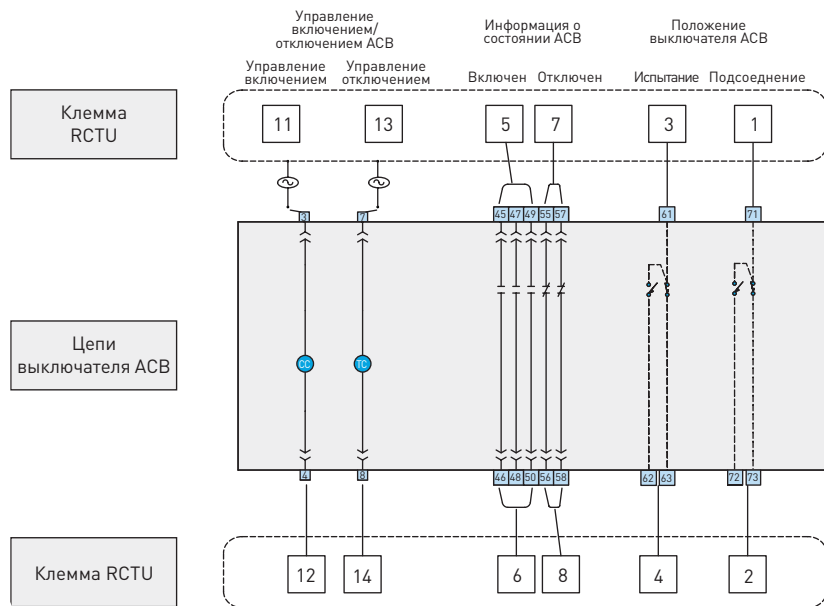 Управление
включением/
отключением ACB
Информация о
состоянии ACB
Положение
выключателя ACB
Управление
включением
Управление
отключением
Включен
Отключен
Испытание
Подсоеднение
Клемма
RCTU
11
13
5
7
3
1
3
7
45
47
49
55
57
61
71
Цепи
выключателя ACB
CC
TC
4
8
46
48
50
56
58
62
63
72
73
Клемма RCTU
12
14
6
8
4
2